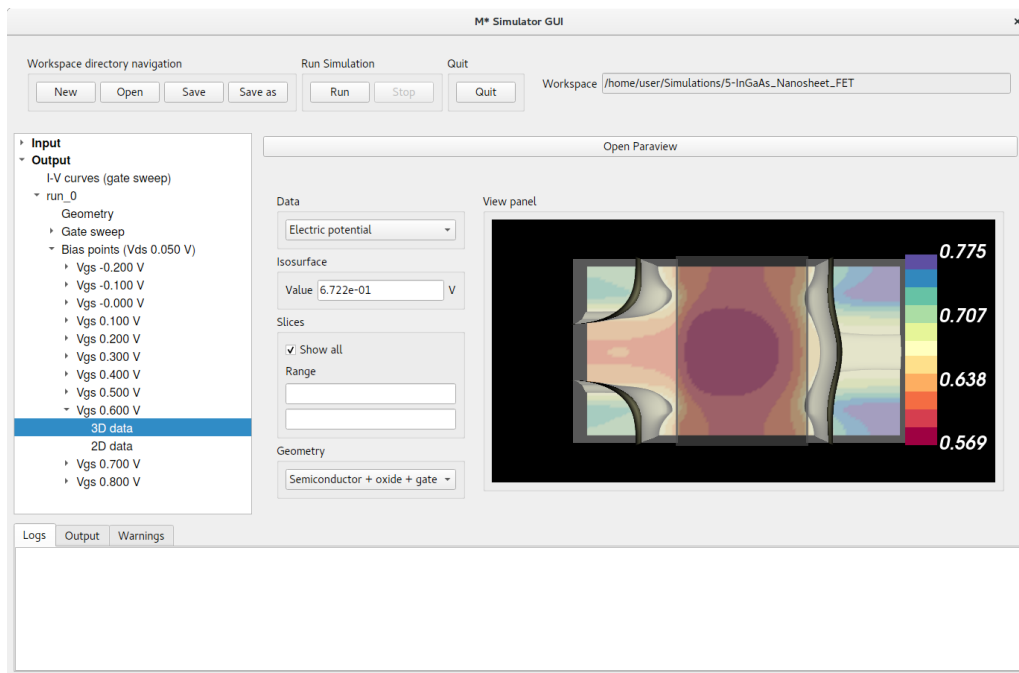 M* Simulator GUI
Workspace directory navigation
Run Simulation
Quit
New
Open
Save
Save as
Run
Stop
Quit
Workspace
/home/user/Simulations/5-InGaAs_Nanosheet_FET
Input
Output
I-V curves (gate sweep)
run_0
Geometry
Gate sweep
Bias points (Vds 0.050 V)
Vgs -0.200 V
Vgs -0.100 V
Vgs -0.000 V
Vgs 0.100 V
Vgs 0.200 V
Vgs 0.300 V
Vgs 0.400 V
Vgs 0.500 V
Vgs 0.600 V
3D data
2D data
Vgs 0.700 V
Vgs 0.800 V
Open Paraview
Data
Electric potential
Isosurface
Value 6.722e-01 V
Slices
Show all
Range
Geometry
Semiconductor + oxide + gate
View panel
0.775
0.707
0.638
0.569
Logs
Output
Warnings